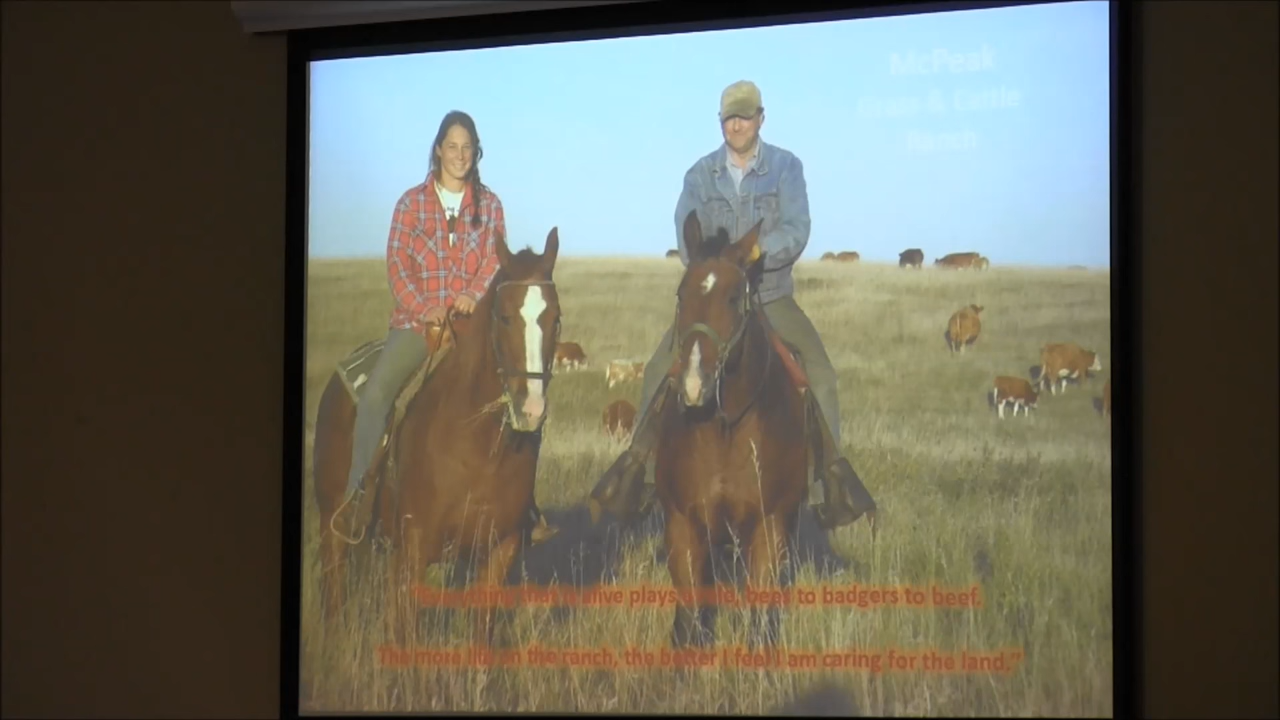 McPeak
Grass & Cattle
Ranch
"Everything that is alive plays a role, bees to badgers to beef.
The more life on the ranch, the better I feel I am caring for the land."